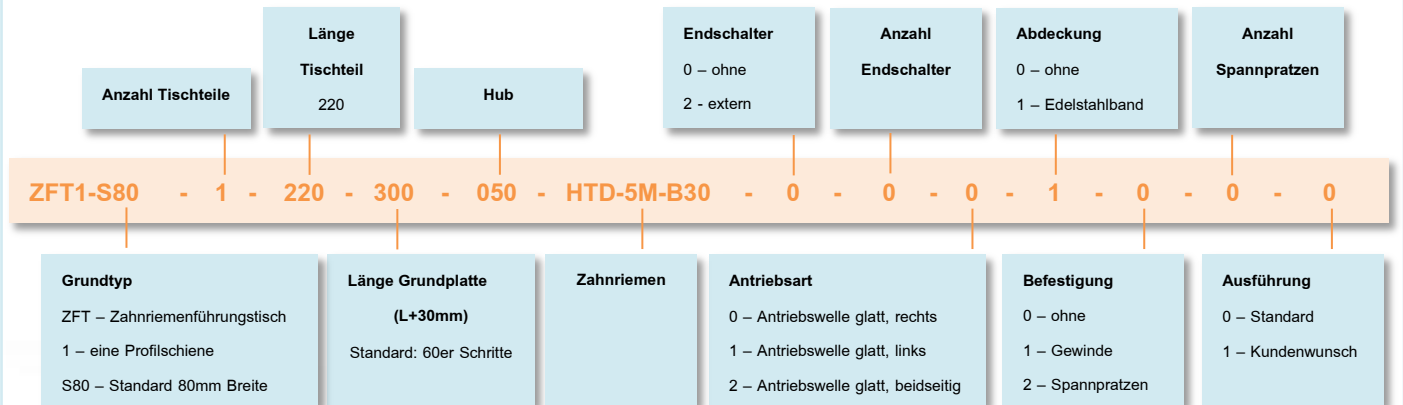 Anzahl Tischteile
Länge
Tischteil
220
Hub
Endschalter
0 – ohne
2 - extern
Anzahl
Endschalter
Abdeckung
0 – ohne
1 – Edelstahlband
Anzahl
Spannpratzen
ZFT1-S80 - 1 - 220 - 300 - 050 - HTD-5M-B30 - 0 - 0 - 0 - 1 - 0 - 0 - 0
Grundtyp
ZFT – Zahnriemenführungstisch
1 – eine Profilschiene
S80 – Standard 80mm Breite
Länge Grundplatte
(L+30mm)
Standard: 60er Schritte
Zahnriemen
Antriebsart
0 – Antriebswelle glatt, rechts
1 – Antriebswelle glatt, links
2 – Antriebswelle glatt, beidseitig
Befestigung
0 – ohne
1 – Gewinde
2 – Spannpratzen
Ausführung
0 – Standard
1 – Kundenwunsch